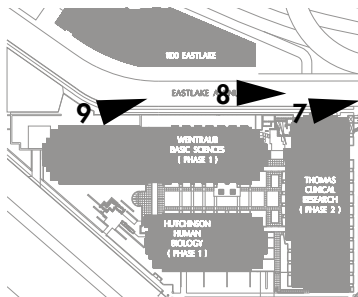 1100 EASTLAKE
EASTLAKE AVENUE
8
9
7
WEINTRAUB
BASIC SCIENCES
( PHASE 1 )
THOMAS
CLINICAL
RESEARCH
( PHASE 2 )
HUTCHINSON
HUMAN
BIOLOGY
( PHASE 1 )